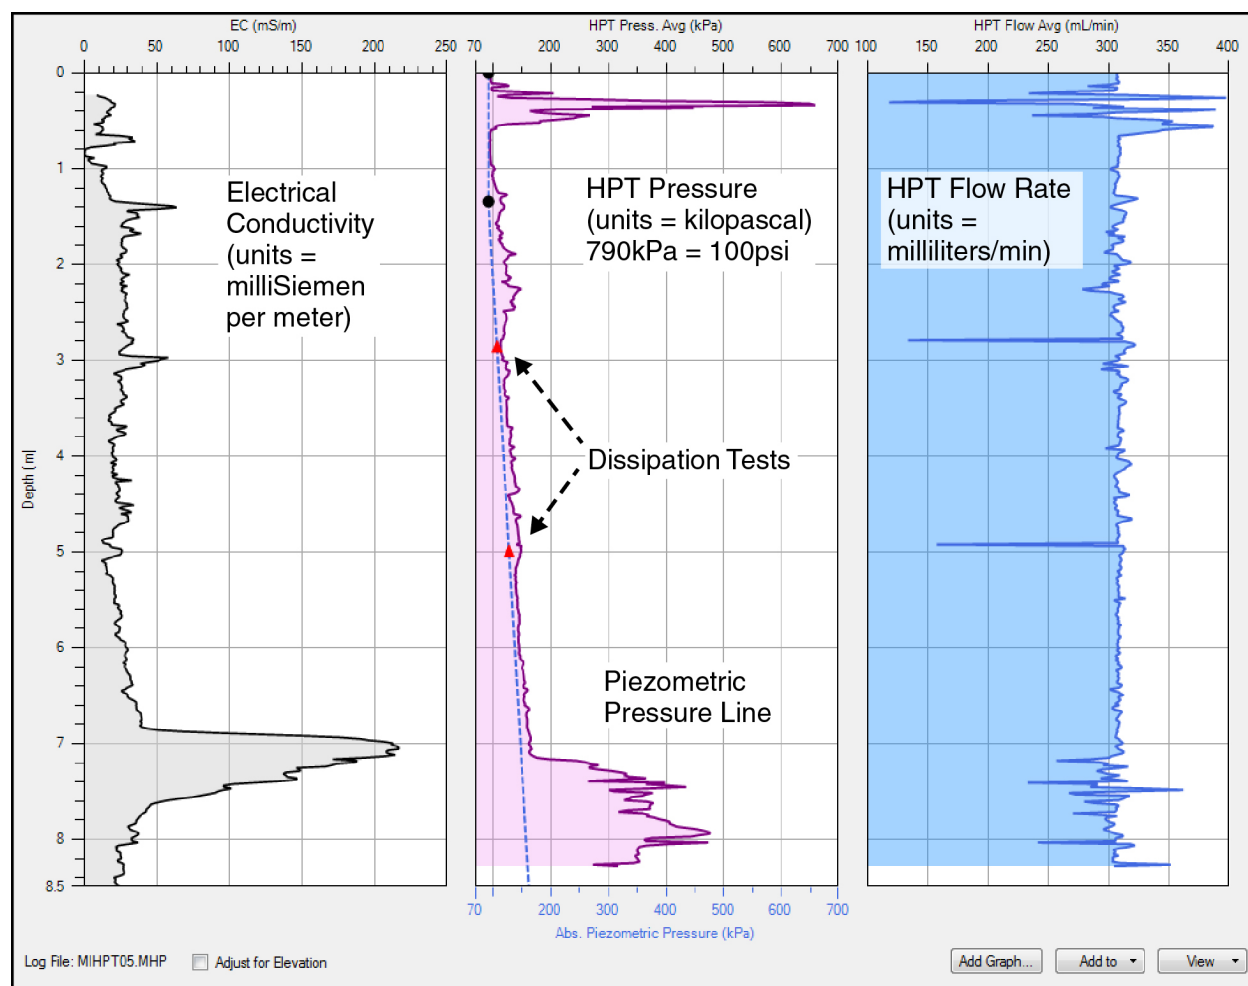 EC (mS/m)
0 50 100 150 200 250
HPT Press. Avg (kPa)
70 200 300 400 500 600 700
HPT Flow Avg (mL/min)
100 150 200 250 300 350 400
0
1
2
3
4
5
6
7
8
8.5
Depth (m)
Electrical
Conductivity
(units =
milliSiemen
per meter)
HPT Pressure
(units = kilopascal)
790kPa = 100psi
HPT Flow Rate
(units =
milliliters/min)
Dissipation Tests
Piezometric
Pressure Line
70 200 300 400 500 600 700
Abs. Piezometric Pressure (kPa)
Log File: MIHPT05.MHP
Adjust for Elevation
Add Graph...
Add to
View